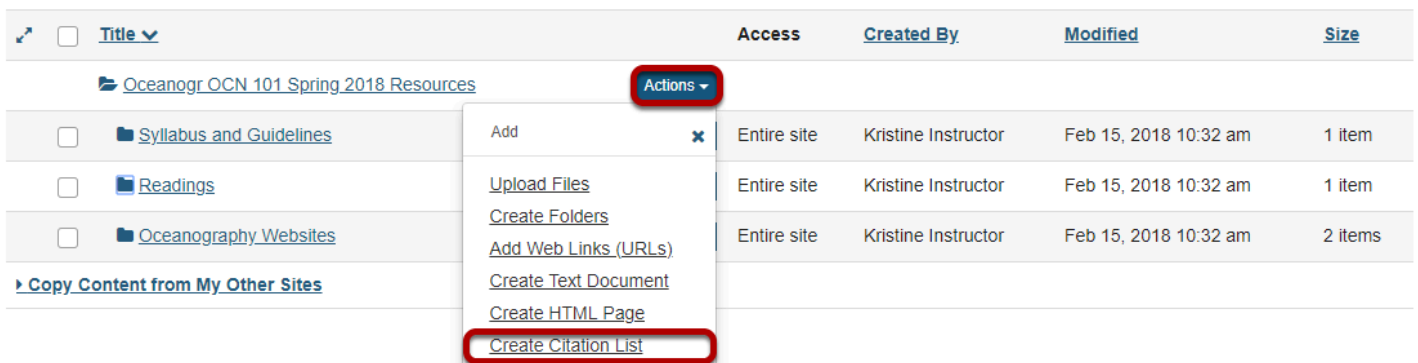 Title Access Created By Modified Size
Oceanogr OCN 101 Spring 2018 Resources Actions
Add
Syllabus and Guidelines Entire site Kristine Instructor Feb 15, 2018 10:32 am 1 item
Upload Files
Readings Entire site Kristine Instructor Feb 15, 2018 10:32 am 1 item
Create Folders
Oceanography Websites Entire site Kristine Instructor Feb 15, 2018 10:32 am 2 items
Add Web Links (URLs)
Create Text Document
Copy Content from My Other Sites
Create HTML Page
Create Citation List